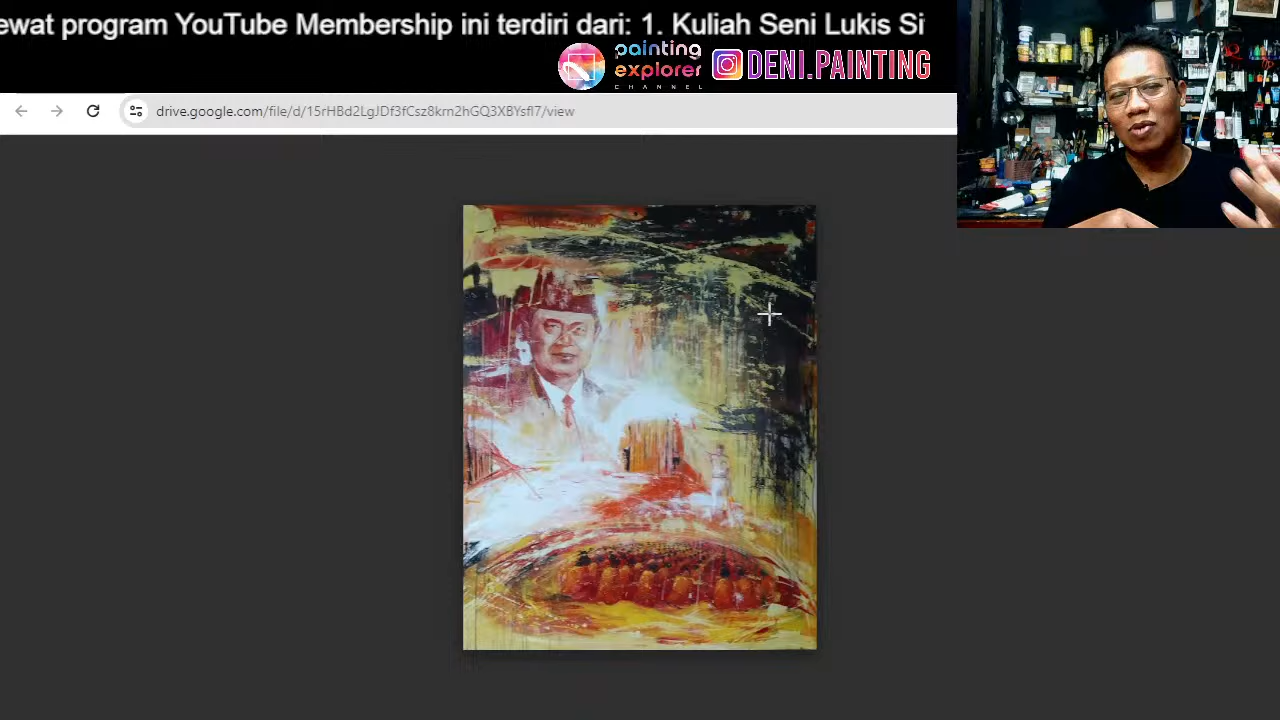 ewat program YouTube Membership ini terdiri dari: 1. Kuliah Seni Lukis Si
painting
explorer
CHANNEL
DENI.PAINTING
drive.google.com/file/d/15rHBd2LgJDf3fCsz8krn2hGQ3XBYsfl7/view